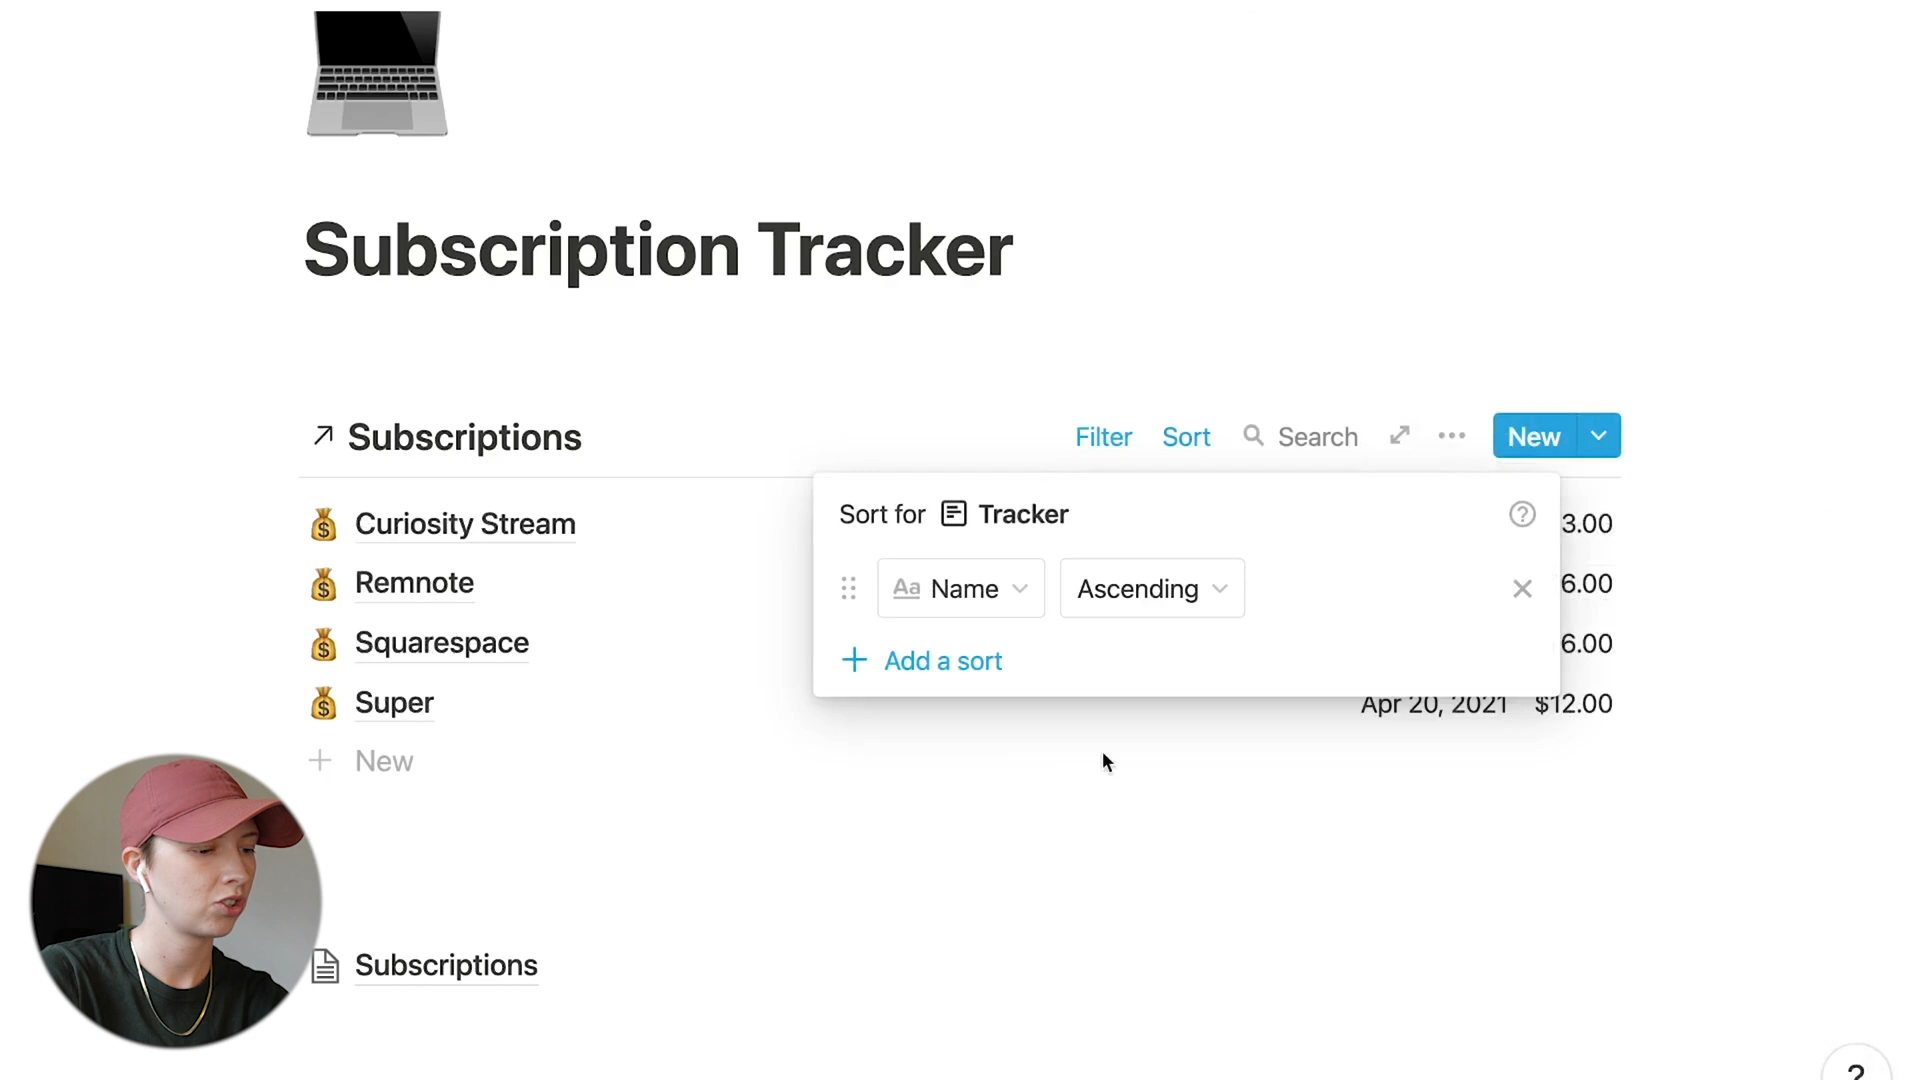 Subscription Tracker
Subscriptions
Filter Sort Search New
Sort for Tracker
Curiosity Stream 3.00
Remnote Aa Name Ascending 6.00
Squarespace 6.00
Add a sort
Super Apr 20, 2021 $12.00
New
Subscriptions
?